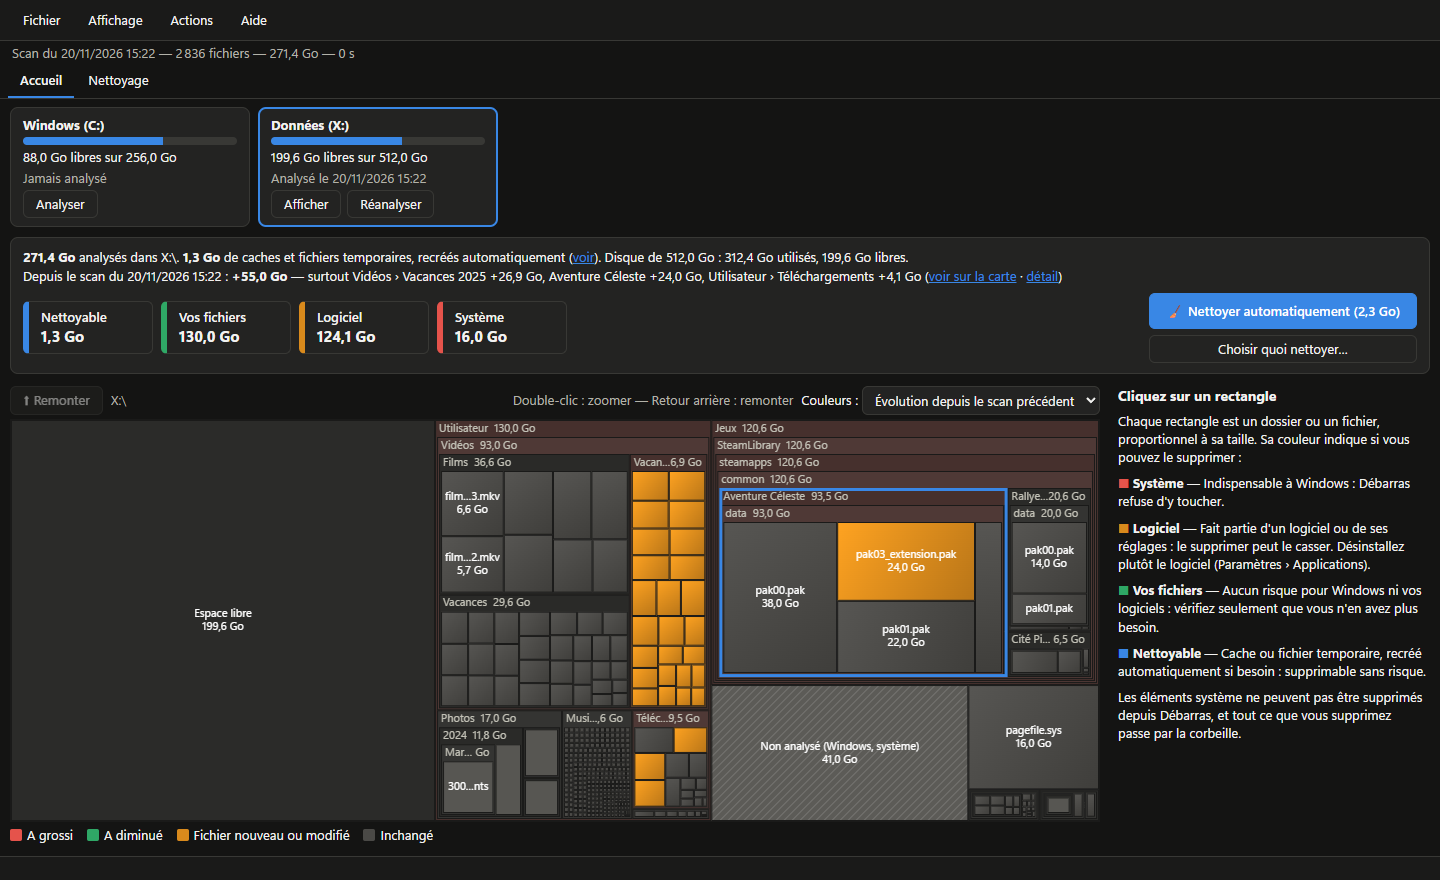 Fichier Affichage Actions Aide
Scan du 20/11/2026 15:22 — 2 836 fichiers — 271,4 Go — 0 s
Accueil Nettoyage
Windows (C:)
88,0 Go libres sur 256,0 Go
Jamais analysé
Analyser
Données (X:)
199,6 Go libres sur 512,0 Go
Analysé le 20/11/2026 15:22
Afficher Réanalyser
271,4 Go analysés dans X:\. 1,3 Go de caches et fichiers temporaires, recréés automatiquement (voir). Disque de 512,0 Go : 312,4 Go utilisés, 199,6 Go libres.
Depuis le scan du 20/11/2026 15:22 : +55,0 Go — surtout Vidéos › Vacances 2025 +26,9 Go, Aventure Céleste +24,0 Go, Utilisateur › Téléchargements +4,1 Go (voir sur la carte · détail)
Nettoyable
1,3 Go
Vos fichiers
130,0 Go
Logiciel
124,1 Go
Système
16,0 Go
Nettoyer automatiquement (2,3 Go)
Choisir quoi nettoyer...
⬆ Remonter X:\
Double-clic : zoomer — Retour arrière : remonter Couleurs : Évolution depuis le scan précédent
Espace libre
199,6 Go
Utilisateur 130,0 Go
Vidéos 93,0 Go
Films 36,6 Go
film...3.mkv
6,6 Go
film...2.mkv
5,7 Go
Vacan...6,9 Go
Vacances 29,6 Go
Photos 17,0 Go
2024 11,8 Go
Mar... Go
300...nts
Musi...,6 Go
Téléc...9,5 Go
Jeux 120,6 Go
SteamLibrary 120,6 Go
steamapps 120,6 Go
common 120,6 Go
Aventure Céleste 93,5 Go
data 93,0 Go
pak00.pak
38,0 Go
pak03_extension.pak
24,0 Go
pak01.pak
22,0 Go
Rallye...20,6 Go
data 20,0 Go
pak00.pak
14,0 Go
pak01.pak
Cité Pi... 6,5 Go
Non analysé (Windows, système)
41,0 Go
pagefile.sys
16,0 Go
A grossi A diminué Fichier nouveau ou modifié Inchangé
Cliquez sur un rectangle
Chaque rectangle est un dossier ou un fichier,
proportionnel à sa taille. Sa couleur indique si vous
pouvez le supprimer :
Système — Indispensable à Windows : Débarras
refuse d'y toucher.
Logiciel — Fait partie d'un logiciel ou de ses
réglages : le supprimer peut le casser. Désinstallez
plutôt le logiciel (Paramètres › Applications).
Vos fichiers — Aucun risque pour Windows ni vos
logiciels : vérifiez seulement que vous n'en avez plus
besoin.
Nettoyable — Cache ou fichier temporaire, recréé
automatiquement si besoin : supprimable sans risque.
Les éléments système ne peuvent pas être supprimés
depuis Débarras, et tout ce que vous supprimez
passe par la corbeille.